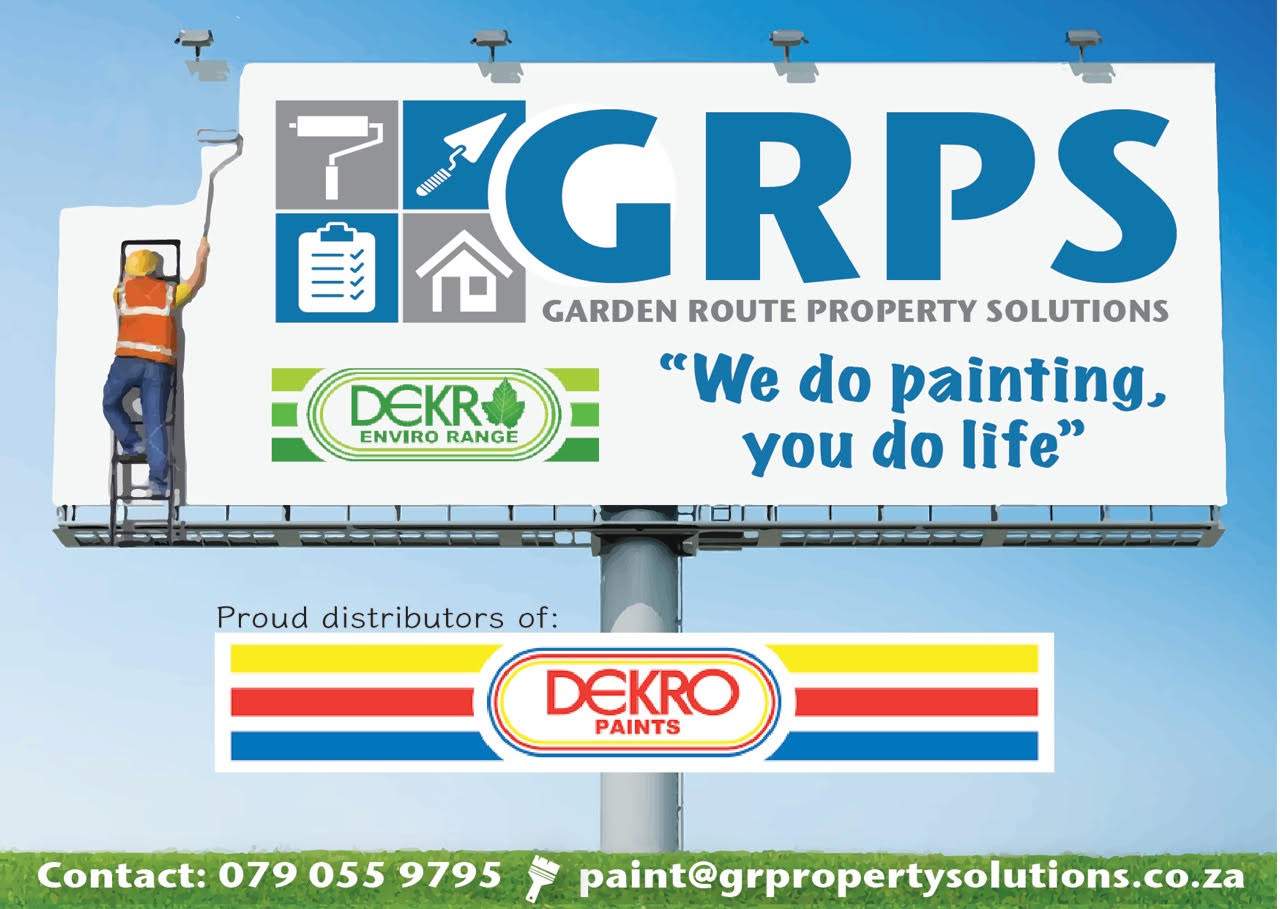 GRPS
GARDEN ROUTE PROPERTY SOLUTIONS
DEKRO
ENVIRO RANGE
“We do painting,
you do life”
Proud distributors of:
DEKRO
PAINTS
Contact: 079 055 9795 paint@grpropertysolutions.co.za